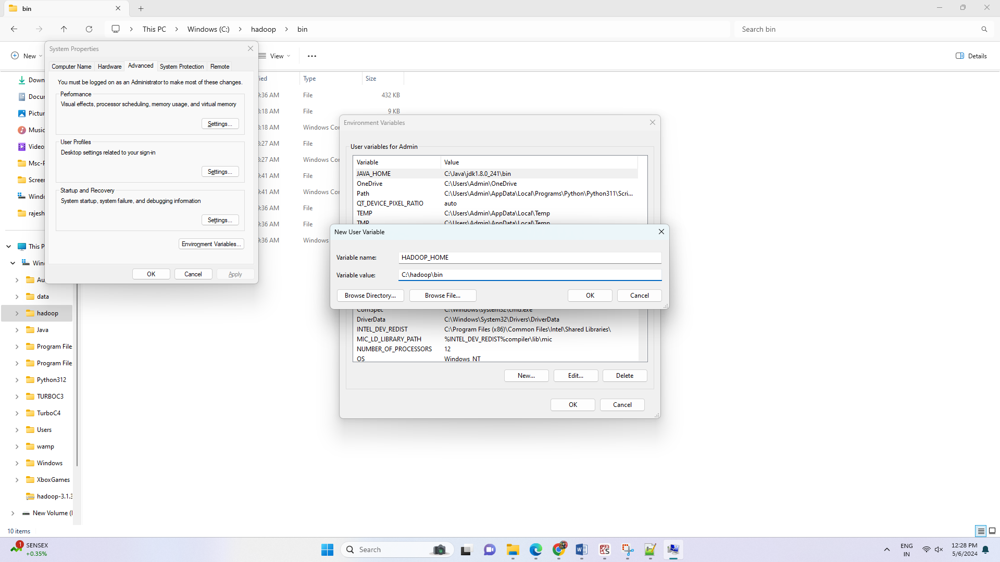 bin
This PC
Windows (C:)
hadoop
bin
Search bin
New
View
Details
System Properties
Computer Name
Hardware
Advanced
System Protection
Remote
You must be logged on as an Administrator to make most of these changes.
Performance
Visual effects, processor scheduling, memory usage, and virtual memory
Settings...
User Profiles
Desktop settings related to your sign-in
Settings...
Startup and Recovery
System startup, system failure, and debugging information
Settings...
Environment Variables...
OK
Cancel
Apply
Type
Size
9:36 AM File 432 KB
8:18 AM File 9 KB
8:18 AM Windows Co
8:27 AM File
8:27 AM Windows Co
9:41 AM File
9:41 AM Windows Co
9:36 AM File
9:36 AM File
9:36 AM Windows
Down
Docu
Pictur
Music
Video
Msc-P
Screer
Windo
rajesh
This P
Win
Au
data
hadoop
Java
Program File
Program File
Python312
TURBOC3
TurboC4
Users
wamp
Windows
XboxGames
hadoop-3.1.3
New Volume (
10 items
Environment Variables
User variables for Admin
Variable Value
JAVA_HOME C:\Java\jdk1.8.0_241\bin
OneDrive C:\Users\Admin\OneDrive
Path C:\Users\Admin\AppData\Local\Programs\Python\Python311\Scri...
QT_DEVICE_PIXEL_RATIO auto
TEMP C:\Users\Admin\AppData\Local\Temp
TMP C:\Users\Admin\AppData\Local\Temp
New User Variable
Variable name: HADOOP_HOME
Variable value: C:\hadoop\bin
Browse Directory...
Browse File...
OK
Cancel
ComSpec C:\Windows\system32\cmd.exe
DriverData C:\Windows\System32\Drivers\DriverData
INTEL_DEV_REDIST C:\Program Files (x86)\Common Files\Intel\Shared Libraries\
MIC_LD_LIBRARY_PATH %INTEL_DEV_REDIST%compiler\lib\mic
NUMBER_OF_PROCESSORS 12
OS Windows_NT
New...
Edit...
Delete
OK
Cancel
1
SENSEX
+0.35%
Search
ENG
IN
12:28 PM
5/6/2024